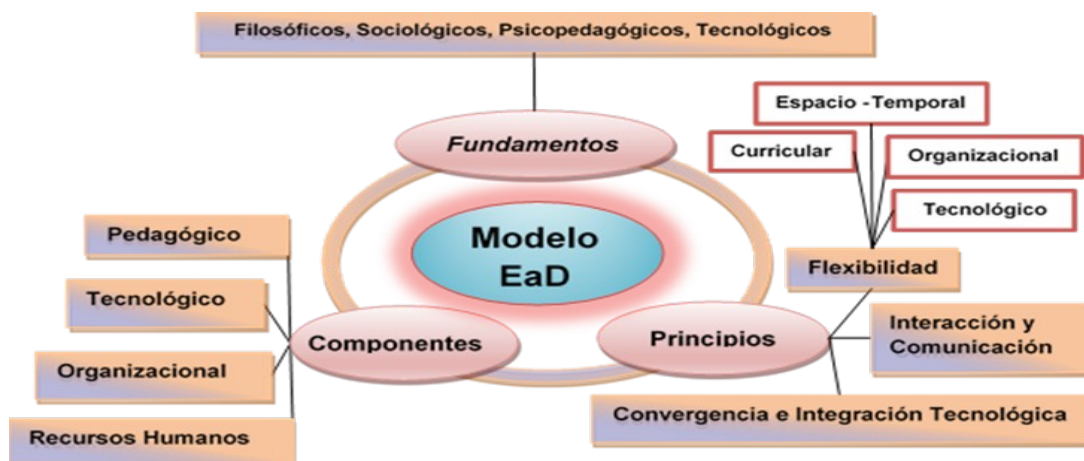 Filosóficos, Sociológicos, Psicopedagógicos, Tecnológicos
Espacio -Temporal
Fundamentos
Curricular
Organizacional
Tecnológico
Pedagógico
Modelo
EaD
Flexibilidad
Tecnológico
Componentes
Principios
Interacción y
Comunicación
Organizacional
Convergencia e Integración Tecnológica
Recursos Humanos